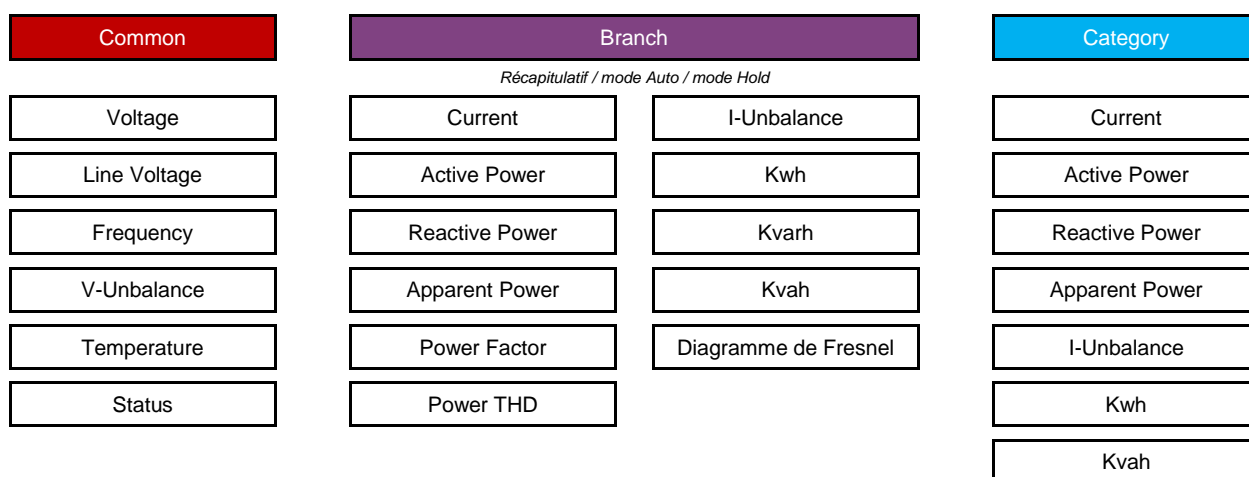 Common
Voltage
Line Voltage
Frequency
V-Unbalance
Temperature
Status
Branch
Récapitulatif / mode Auto / mode Hold
Current
Active Power
Reactive Power
Apparent Power
Power Factor
Power THD
I-Unbalance
Kwh
Kvarh
Kvah
Diagramme de Fresnel
Category
Current
Active Power
Reactive Power
Apparent Power
I-Unbalance
Kwh
Kvah